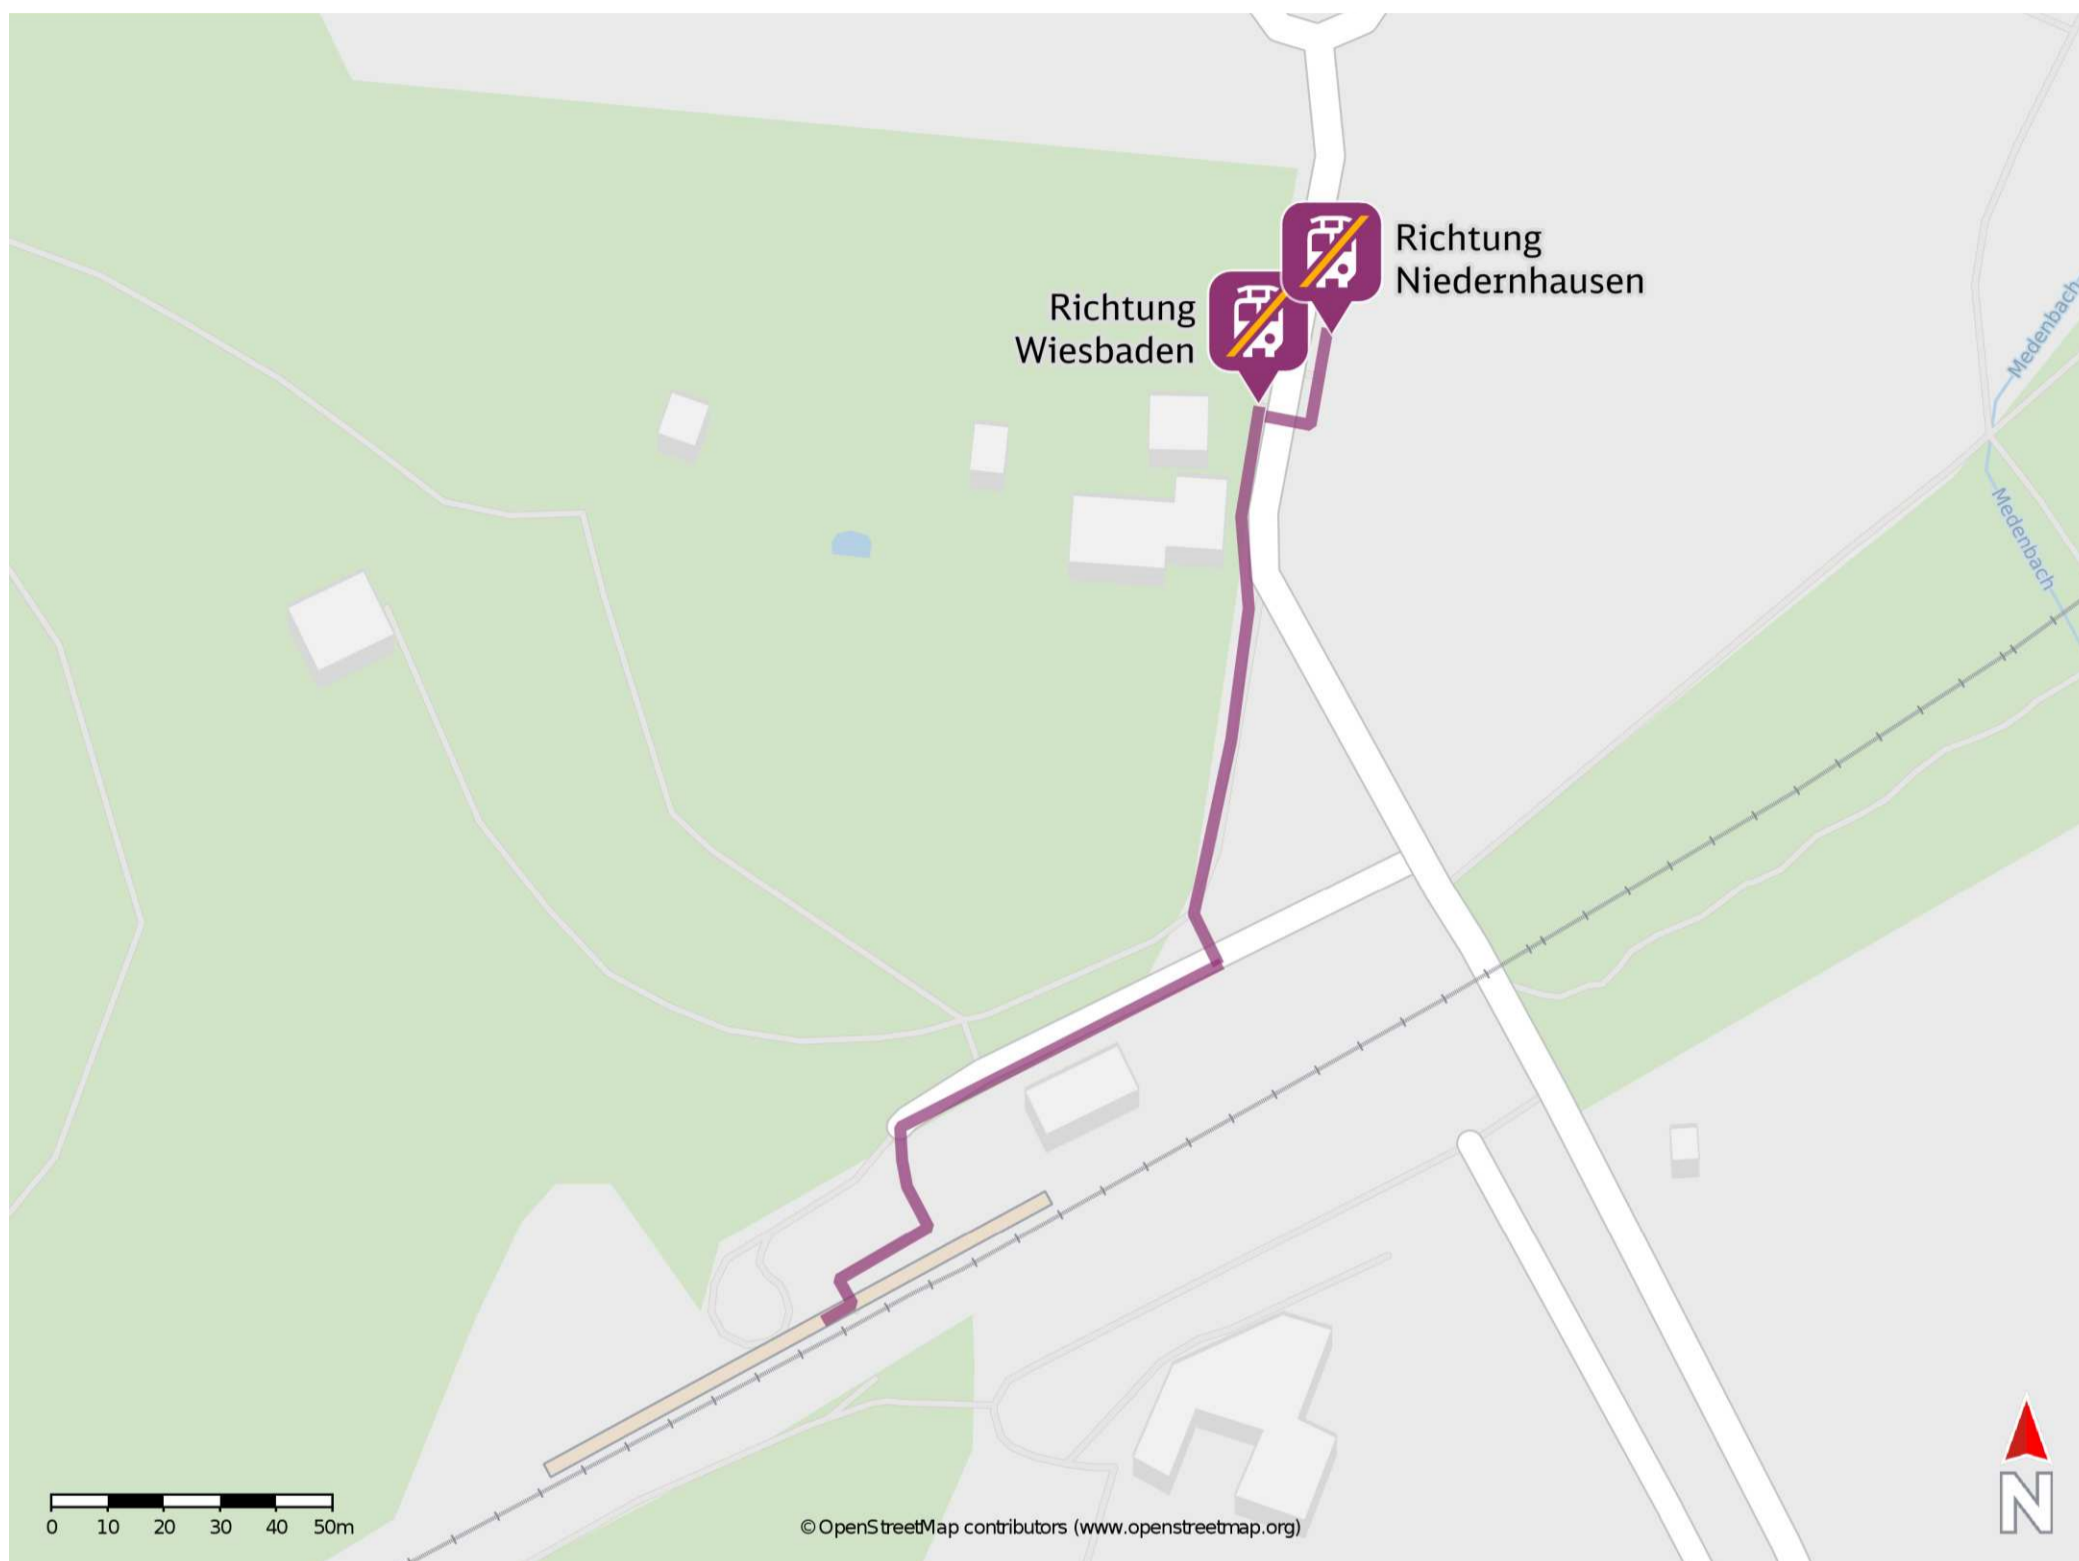 Richtung
Niedernhausen
Richtung
Wiesbaden
Medenbach
Medenbach
0 10 20 30 40 50m
© OpenStreetMap contributors (www.openstreetmap.org)
N